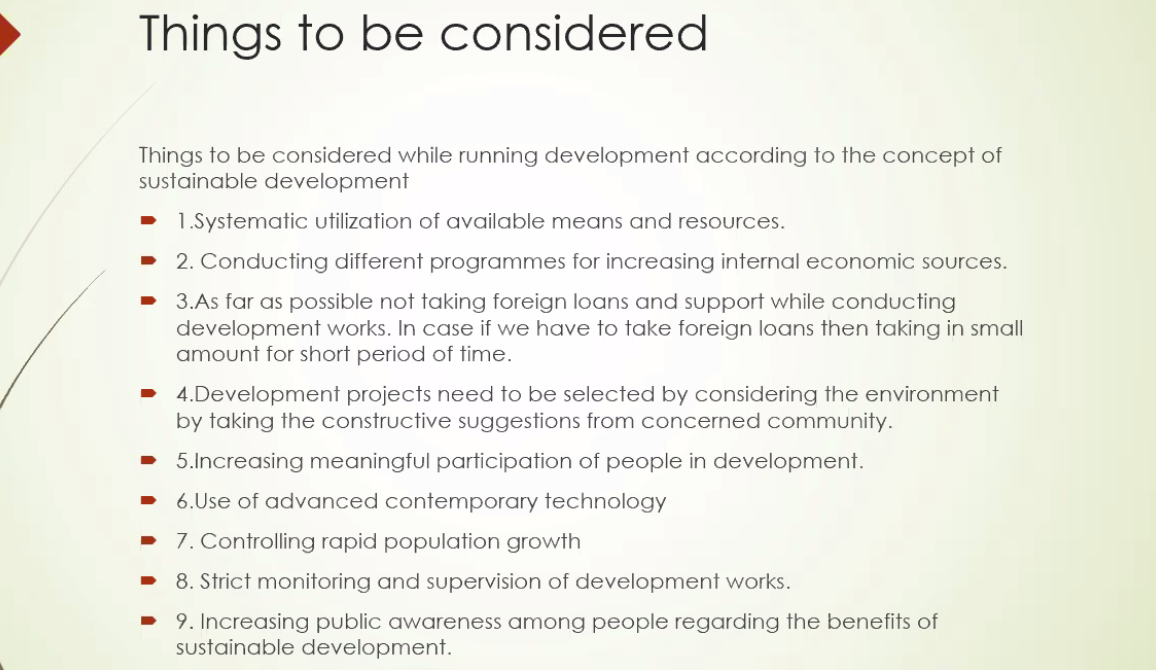 Things to be considered
Things to be considered while running development according to the concept of
sustainable development
1.Systematic utilization of available means and resources.
2. Conducting different programmes for increasing internal economic sources.
3.As far as possible not taking foreign loans and support while conducting
development works. In case if we have to take foreign loans then taking in small
amount for short period of time.
4.Development projects need to be selected by considering the environment
by taking the constructive suggestions from concerned community.
5.Increasing meaningful participation of people in development.
6.Use of advanced contemporary technology
7. Controlling rapid population growth
8. Strict monitoring and supervision of development works.
9. Increasing public awareness among people regarding the benefits of
sustainable development.